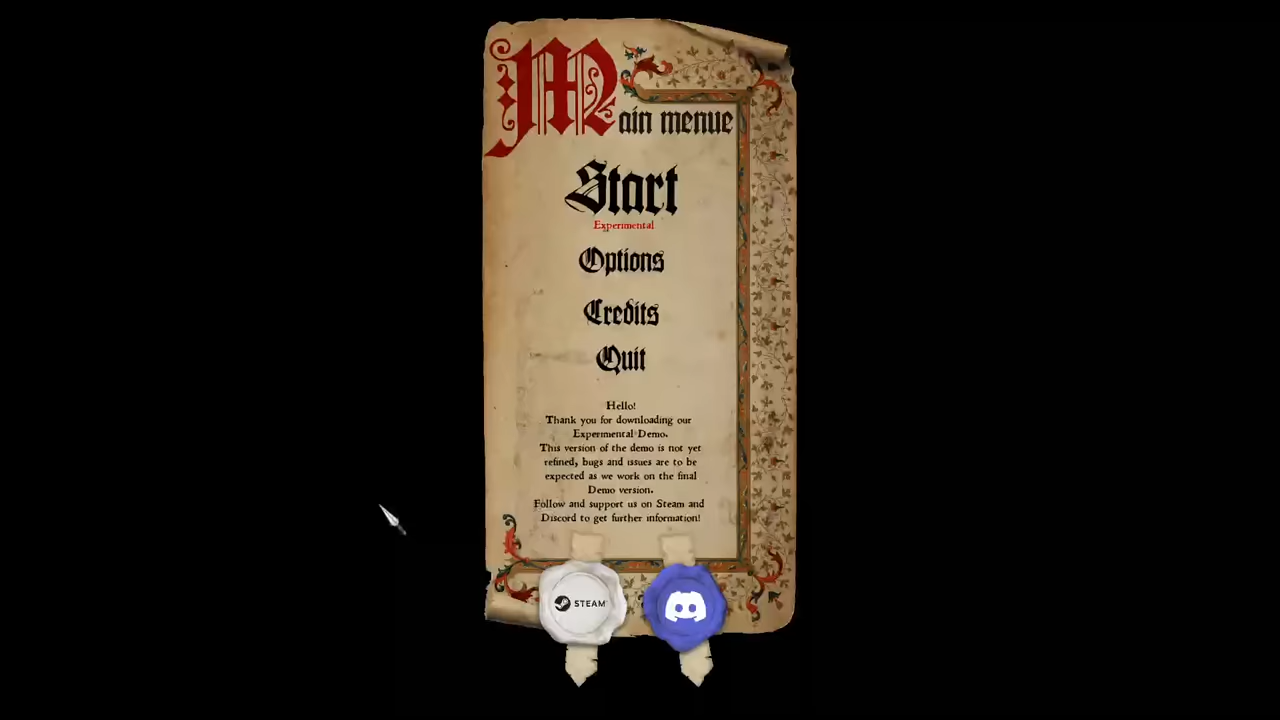 Main menue
Start
Experimental
Options
Credits
Quit
Hello!
Thank you for downloading our
Experimental Demo.
This version of the demo is not yet
refined, bugs and issues are to be
expected as we work on the final
Demo version.
Follow and support us on Steam and
Discord to get further information!
STEAM